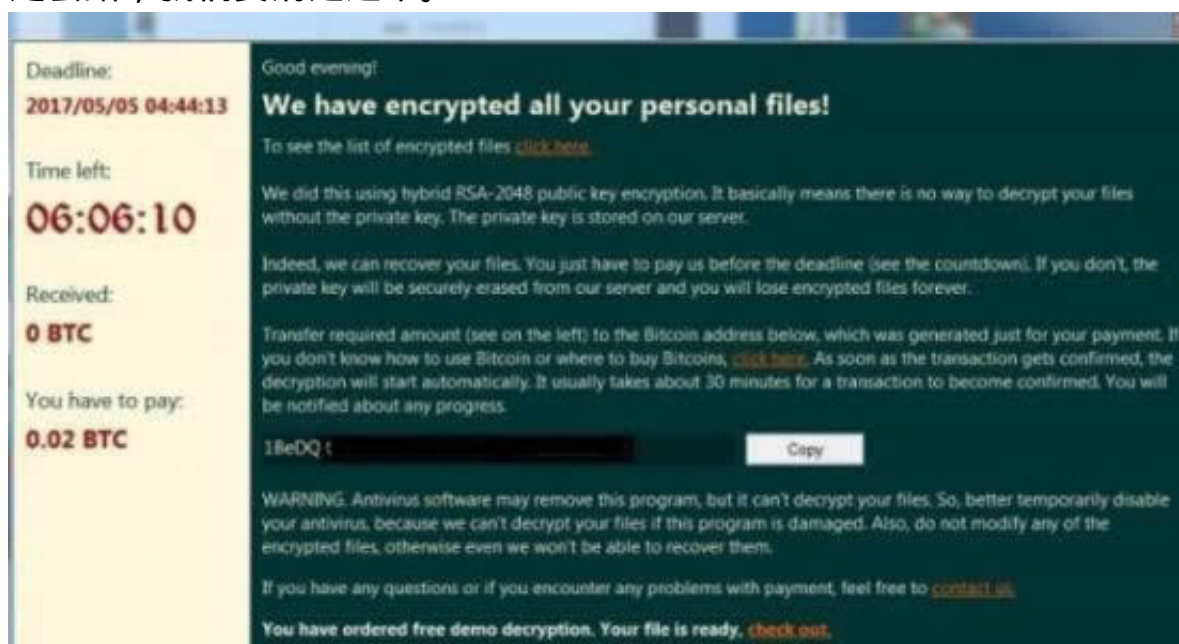 Deadline:
2017/05/05 04:44:13
Time left:
06:06:10
Received:
0 BTC
You have to pay:
0.02 BTC
Good evening!
We have encrypted all your personal files!
To see the list of encrypted files click here.
We did this using hybrid RSA-2048 public key encryption. It basically means there is no way to decrypt your files
without the private key. The private key is stored on our server.
Indeed, we can recover your files. You just have to pay us before the deadline (see the countdown). If you don't, the
private key will be securely erased from our server and you will lose encrypted files forever.
Transfer required amount (see on the left) to the Bitcoin address below, which was generated just for your payment. If
you don't know how to use Bitcoin or where to buy Bitcoins, click here. As soon as the transaction gets confirmed, the
decryption will start automatically. It usually takes about 30 minutes for a transaction to become confirmed. You will
be notified about any progress.
18eDQ
Copy
WARNING. Antivirus software may remove this program, but it can't decrypt your files. So, better temporarily disable
your antivirus, because we can't decrypt your files if this program is damaged. Also, do not modify any of the
encrypted files, otherwise even we won't be able to recover them.
If you have any questions or if you encounter any problems with payment, feel free to contact us.
You have ordered free demo decryption. Your file is ready, check out.